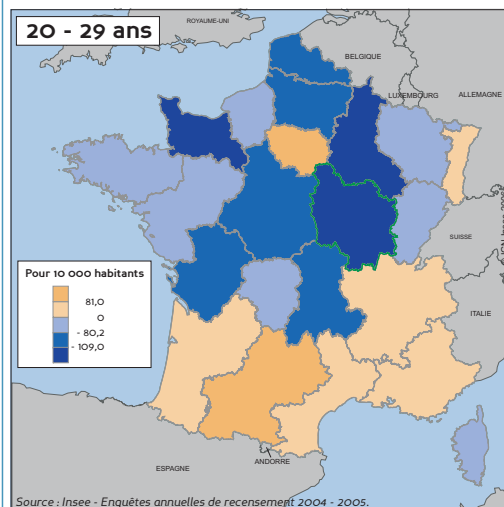 20 - 29 ans
ROYAUME-UNI
BELGIQUE
LUXEMBOURG
ALLEMAGNE
SUISSE
Pour 10 000 habitants
81,0
0
- 80,2
- 109,0
ITALIE
ESPAGNE
ANDORRE
Source : Insee - Enquêtes annuelles de recensement 2004 - 2005.